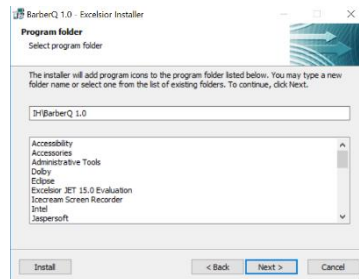 BarberQ 1.0 - Excelsior Installer
Program folder
Select program folder
The installer will add program icons to the program folder listed below. You may type a new
folder name or select one from the list of existing folders. To continue, click Next.
IH\BarberQ 1.0
Accessibility
Accessories
Administrative Tools
Dolby
Eclipse
Excelsior JET 15.0 Evaluation
Icecream Screen Recorder
Intel
Jaspersoft
Install
< Back
Next >
Cancel